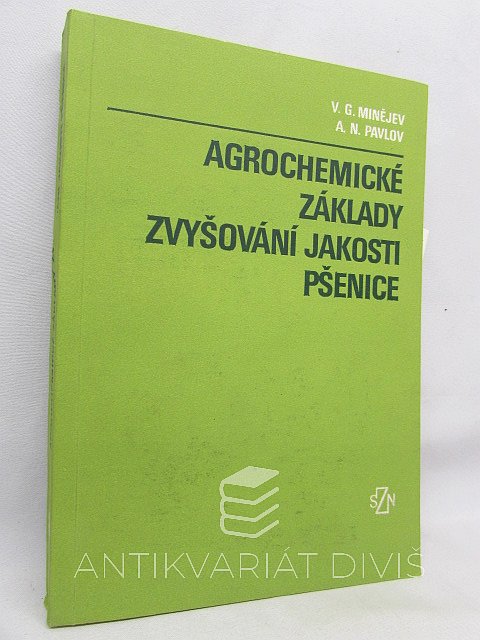 V. G. MINĚJEV
A. N. PAVLOV
AGROCHEMICKÉ
ZÁKLADY
ZVYŠOVÁNÍ JAKOSTI
PŠENICE
SZN
ANTIKVARIÁT DIVIŠ